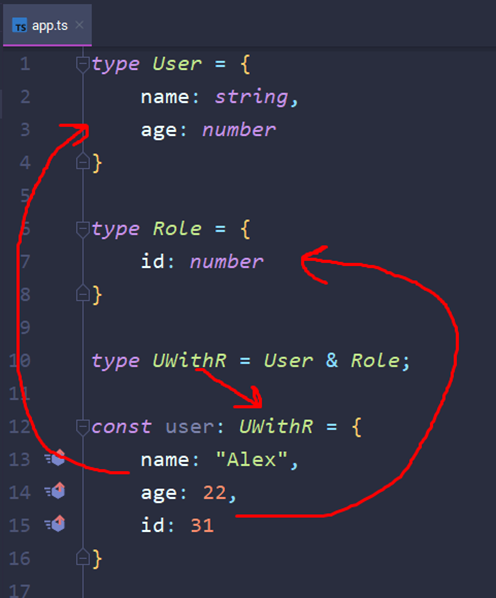 TS app.ts ×
1 type User = {
2 name: string,
3 age: number
4 }
5
6 type Role = {
7 id: number
8 }
9
10 type UWithR = User & Role;
11
12 const user: UWithR = {
13 name: "Alex",
14 age: 22,
15 id: 31
16 }
17